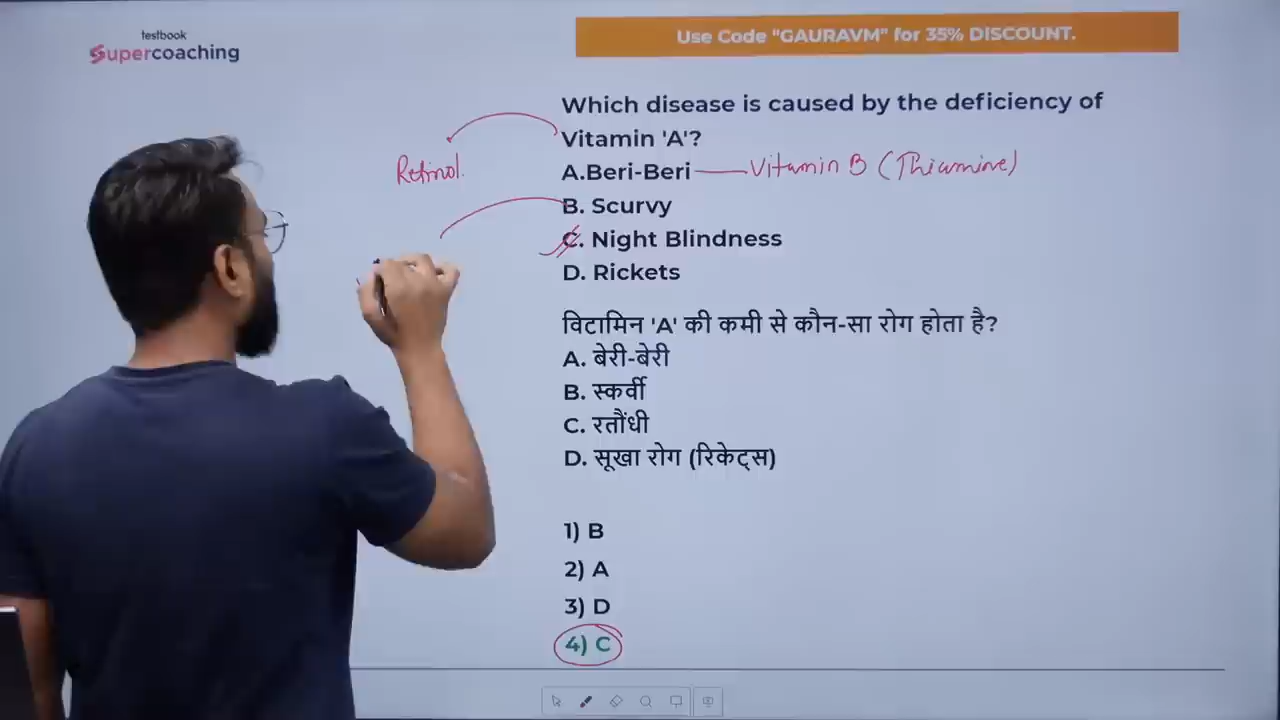 testbook
Supercoaching
Use Code "GAURAVM" for 35% DISCOUNT.
Which disease is caused by the deficiency of
Vitamin 'A'?
Retinol.
A.Beri-Beri
Vitamin B (Thiamine)
B. Scurvy
C. Night Blindness
D. Rickets
विटामिन 'A' की कमी से कौन-सा रोग होता है?
A. बेरी-बेरी
B. स्कर्वी
C. रतौंधी
D. सूखा रोग (रिकेट्स)
1) B
2) A
3) D
4) C